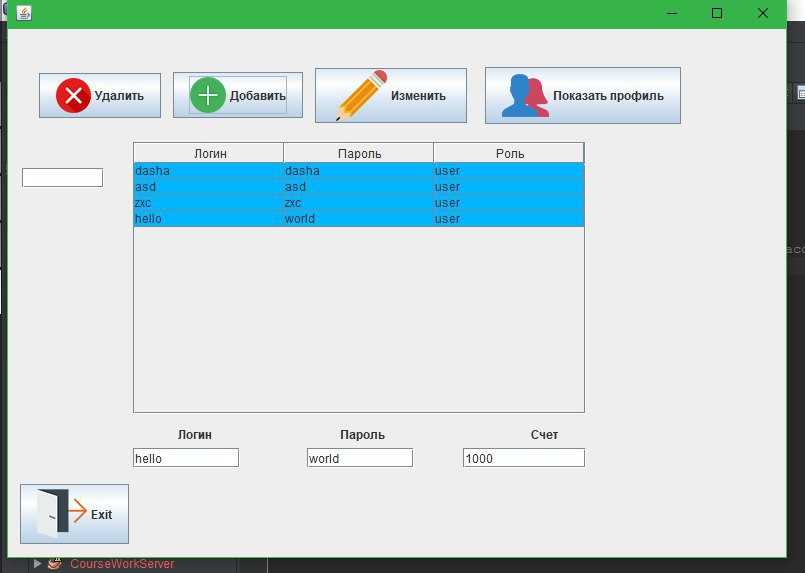 Удалить Добавить Изменить Показать профиль
Логин Пароль Роль
dasha dasha user
asd asd user
zxc zxc user
hello world user
Логин Пароль Счет
hello world 1000
Exit
CourseWorkServer